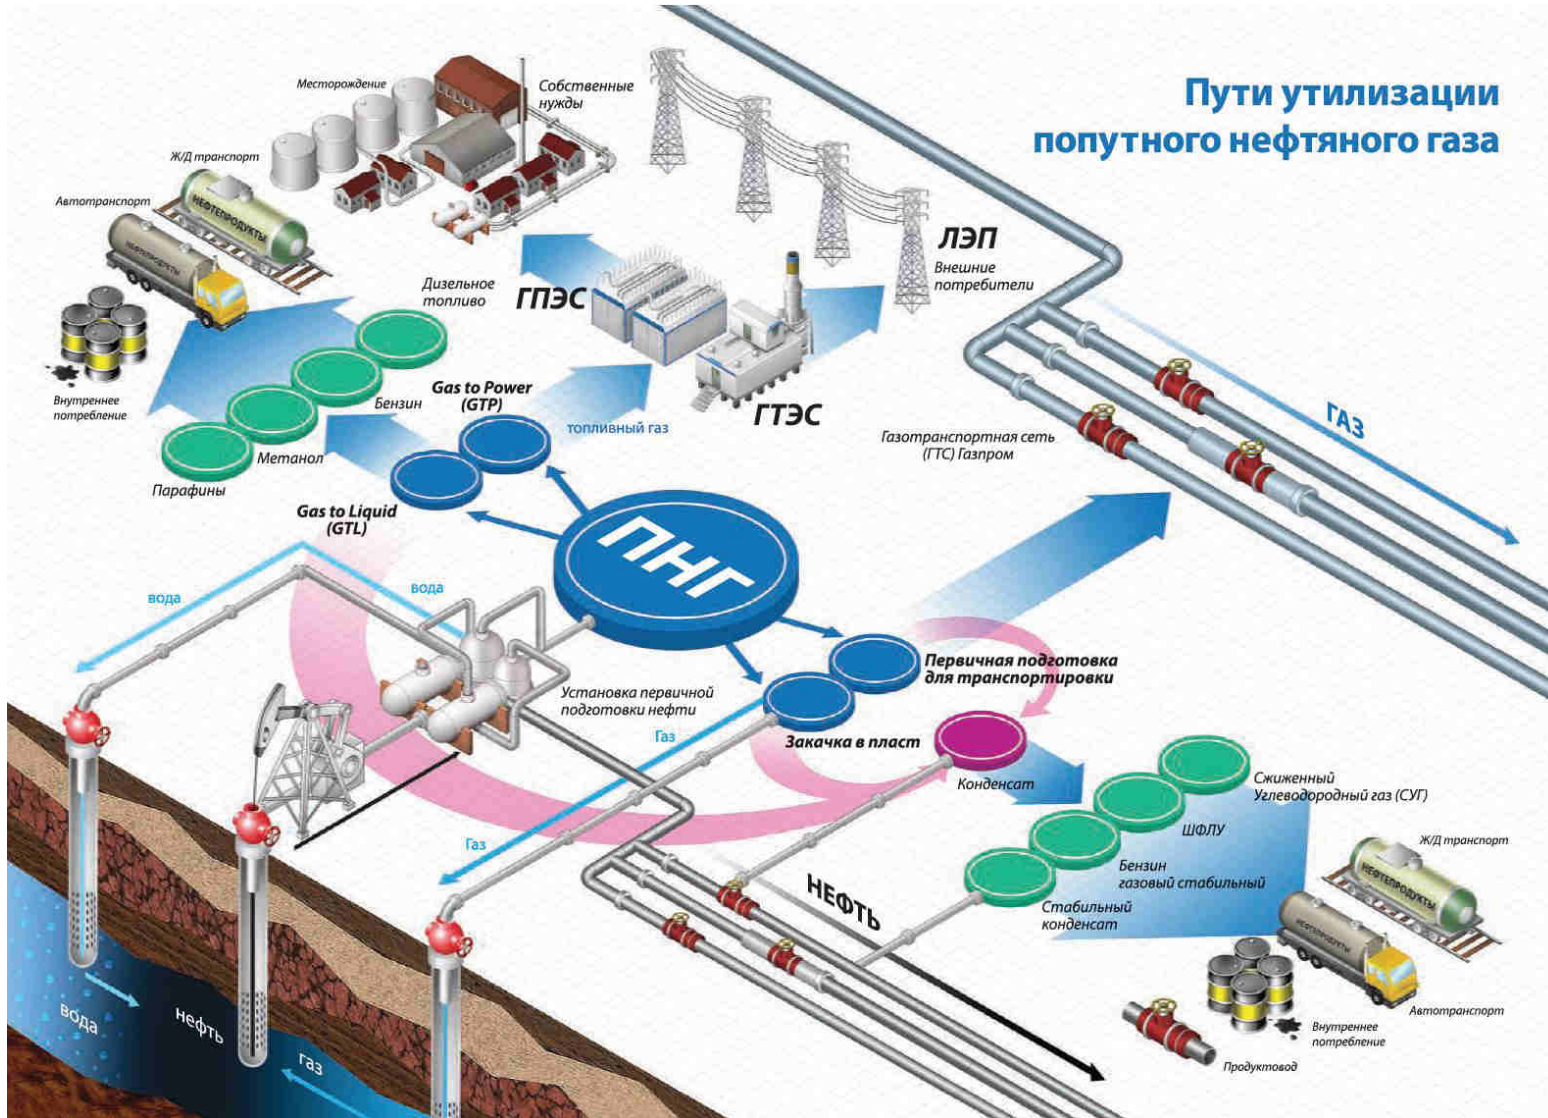 Пути утилизации
попутного нефтяного газа
Месторождение
Собственные
нужды
Ж/Д транспорт
НЕФТЕПРОДУКТЫ
Автотранспорт
НЕФТЕПРОДУКТЫ
Внутреннее
потребление
Дизельное
топливо
Бензин
Метанол
Парафины
ГПЭС
ГТЭС
ЛЭП
Внешние
потребители
Gas to Power
(GTP)
топливный газ
Gas to Liquid
(GTL)
ПНГ
Газотранспортная сеть
(ГТС) Газпром
ГАЗ
вода
вода
Установка первичной
подготовки нефти
Газ
Газ
Первичная подготовка
для транспортировки
Закачка в пласт
Конденсат
Сжиженный
Углеводородный газ (СУГ)
ШФЛУ
Бензин
газовый стабильный
Стабильный
конденсат
НЕФТЬ
Ж/Д транспорт
НЕФТЕПРОДУКТЫ
НЕФТЕПРОДУКТЫ
Автотранспорт
Внутреннее
потребление
Продуктовод
вода
нефть
газ